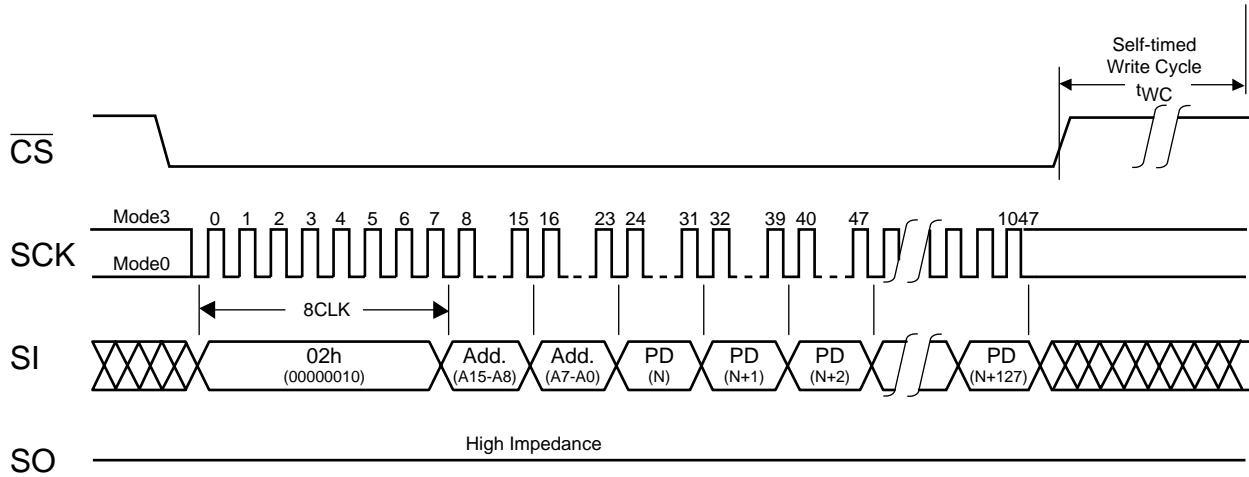 Self-timed
Write Cycle
tWC
CS
SCK
Mode3
Mode0
0 1 2 3 4 5 6 7 8 15 16 23 24 31 32 39 40 47 1047
8CLK
SI
02h
(00000010)
Add.
(A15-A8)
Add.
(A7-A0)
PD
(N)
PD
(N+1)
PD
(N+2)
PD
(N+127)
SO
High Impedance